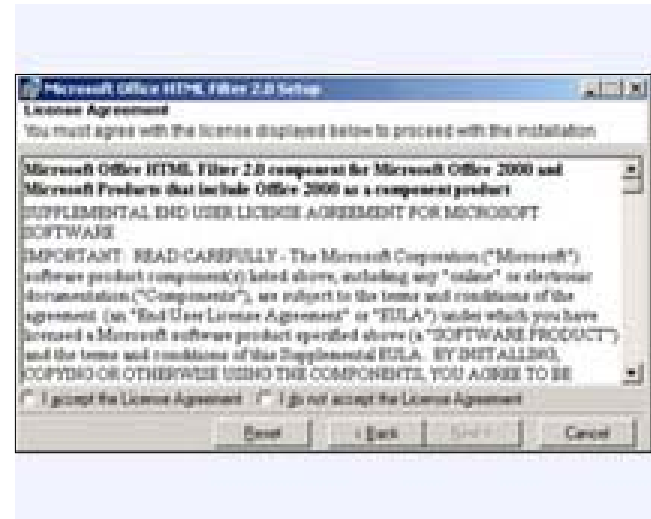 Microsoft Office HTML Filter 2.0 Setup
License Agreement
You must agree with the license displayed below to proceed with the installation
Microsoft Office HTML Filter 2.0 component for Microsoft Office 2000 and
Microsoft Products that include Office 2000 as a component product
SUPPLEMENTAL END USER LICENSE AGREEMENT FOR MICROSOFT
SOFTWARE
IMPORTANT: READ CAREFULLY - The Microsoft Corporation ("Microsoft")
software product component(s) listed above, including any "online" or electronic
documentation ("Components"), are subject to the terms and conditions of the
agreement (an "End User License Agreement" or "EULA") under which you have
licensed a Microsoft software product specified above (a "SOFTWARE PRODUCT")
and the terms and conditions of this Supplemental EULA. BY INSTALLING,
COPYING OR OTHERWISE USING THE COMPONENTS, YOU AGREE TO BE
I accept the License Agreement I do not accept the License Agreement
Reset < Back Next > Cancel